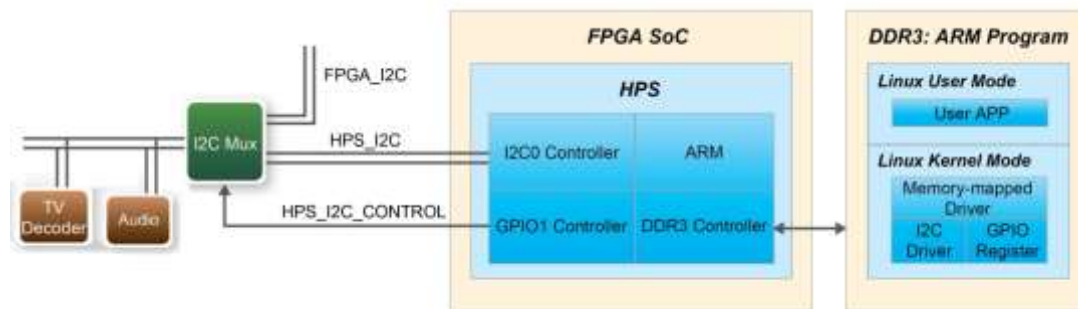 FPGA SoC
DDR3: ARM Program
FPGA_I2C
HPS
Linux User Mode
User APP
I2C Mux
HPS_I2C
I2C0 Controller
ARM
Linux Kernel Mode
Memory-mapped
Driver
TV
Decoder
Audio
HPS_I2C_CONTROL
GPIO1 Controller
DDR3 Controller
I2C
Driver
GPIO
Register